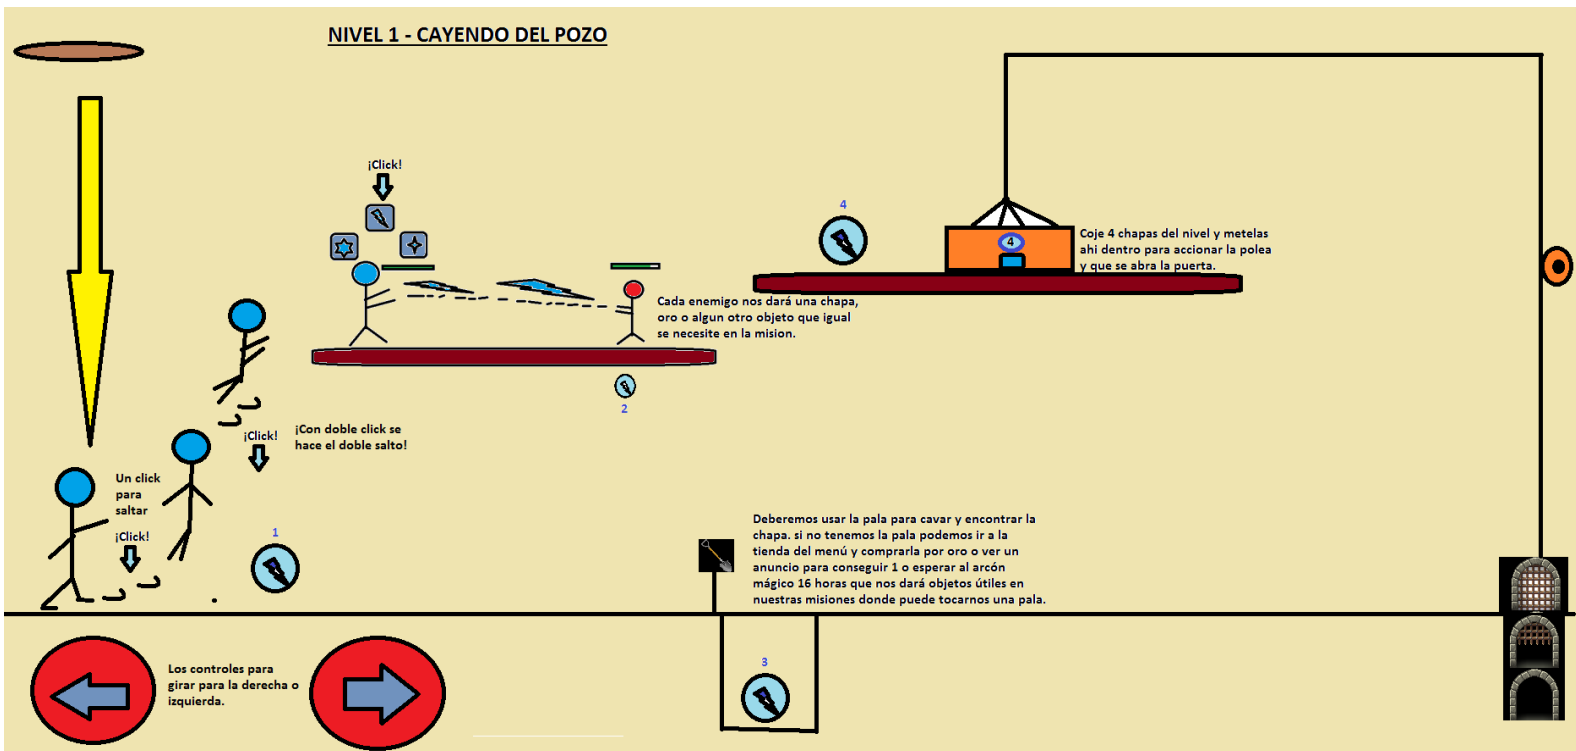 NIVEL 1 - CAYENDO DEL POZO
¡Click!
4
4
Coje 4 chapas del nivel y metelas
ahi dentro para accionar la polea
y que se abra la puerta.
Cada enemigo nos dará una chapa,
oro o algun otro objeto que igual
se necesite en la mision.
2
¡Click!
¡Con doble click se
hace el doble salto!
Un click
para
saltar
¡Click!
1
Deberemos usar la pala para cavar y encontrar la
chapa. si no tenemos la pala podemos ir a la
tienda del menú y comprarla por oro o ver un
anuncio para conseguir 1 o esperar al arcón
mágico 16 horas que nos dará objetos útiles en
nuestras misiones donde puede tocarnos una pala.
Los controles para
girar para la derecha o
izquierda.
3